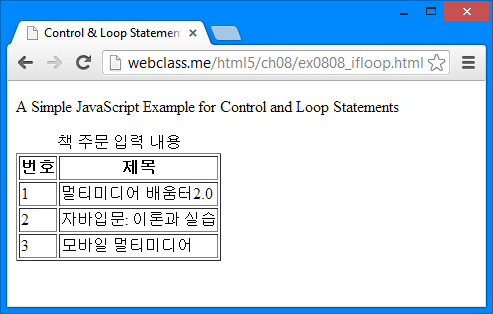 Control & Loop Statemen
webclass.me/html5/ch08/ex0808_ifloop.html
A Simple JavaScript Example for Control and Loop Statements
책 주문 입력 내용
번호 제목
1 멀티미디어 배움터2.0
2 자바입문: 이론과 실습
3 모바일 멀티미디어